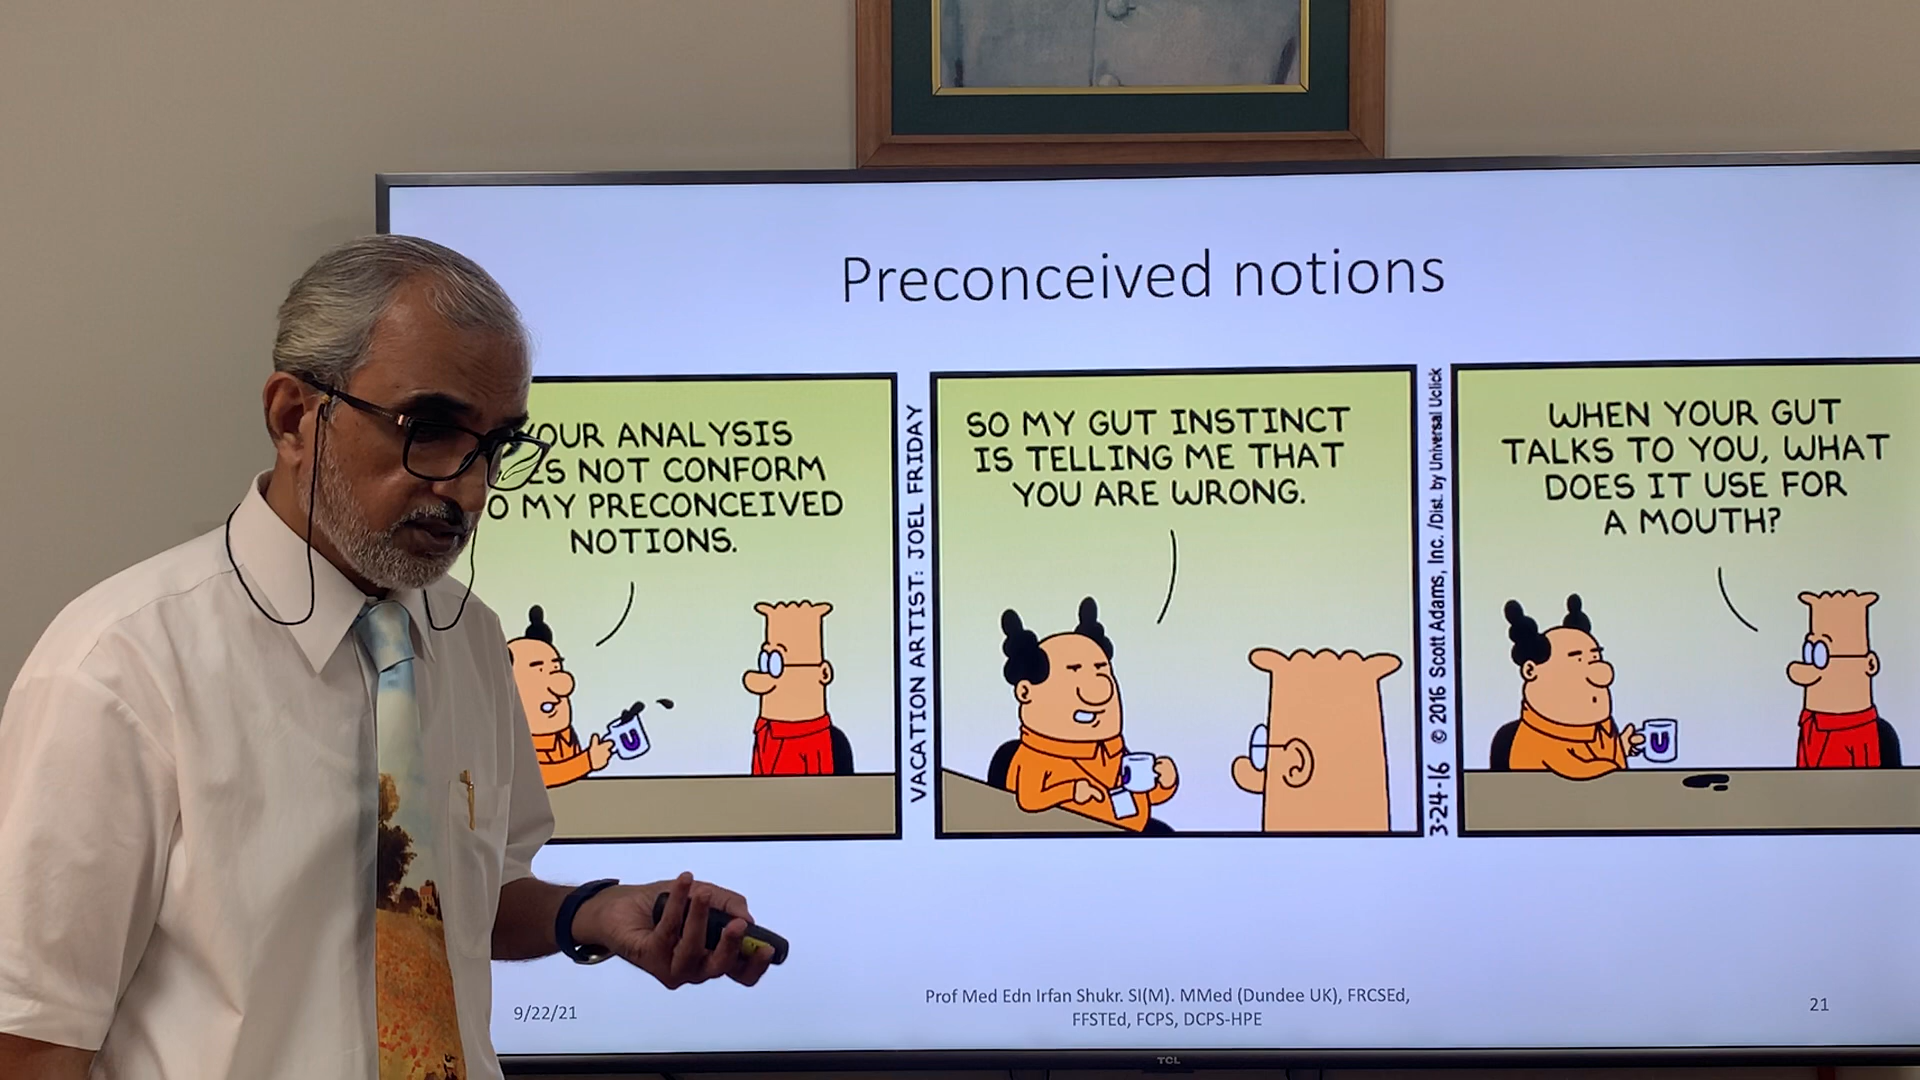 Preconceived notions
OUR ANALYSIS
ES NOT CONFORM
O MY PRECONCEIVED
NOTIONS.
VACATION ARTIST: JOEL FRIDAY
SO MY GUT INSTINCT
IS TELLING ME THAT
YOU ARE WRONG.
3-24-16 © 2016 Scott Adams, Inc. /Dist. by Universal Uclick
WHEN YOUR GUT
TALKS TO YOU, WHAT
DOES IT USE FOR
A MOUTH?
9/22/21
Prof Med Edn Irfan Shukr. SI(M). MMed (Dundee UK), FRCSEd,
FFSTEd, FCPS, DCPS-HPE
21
TCL